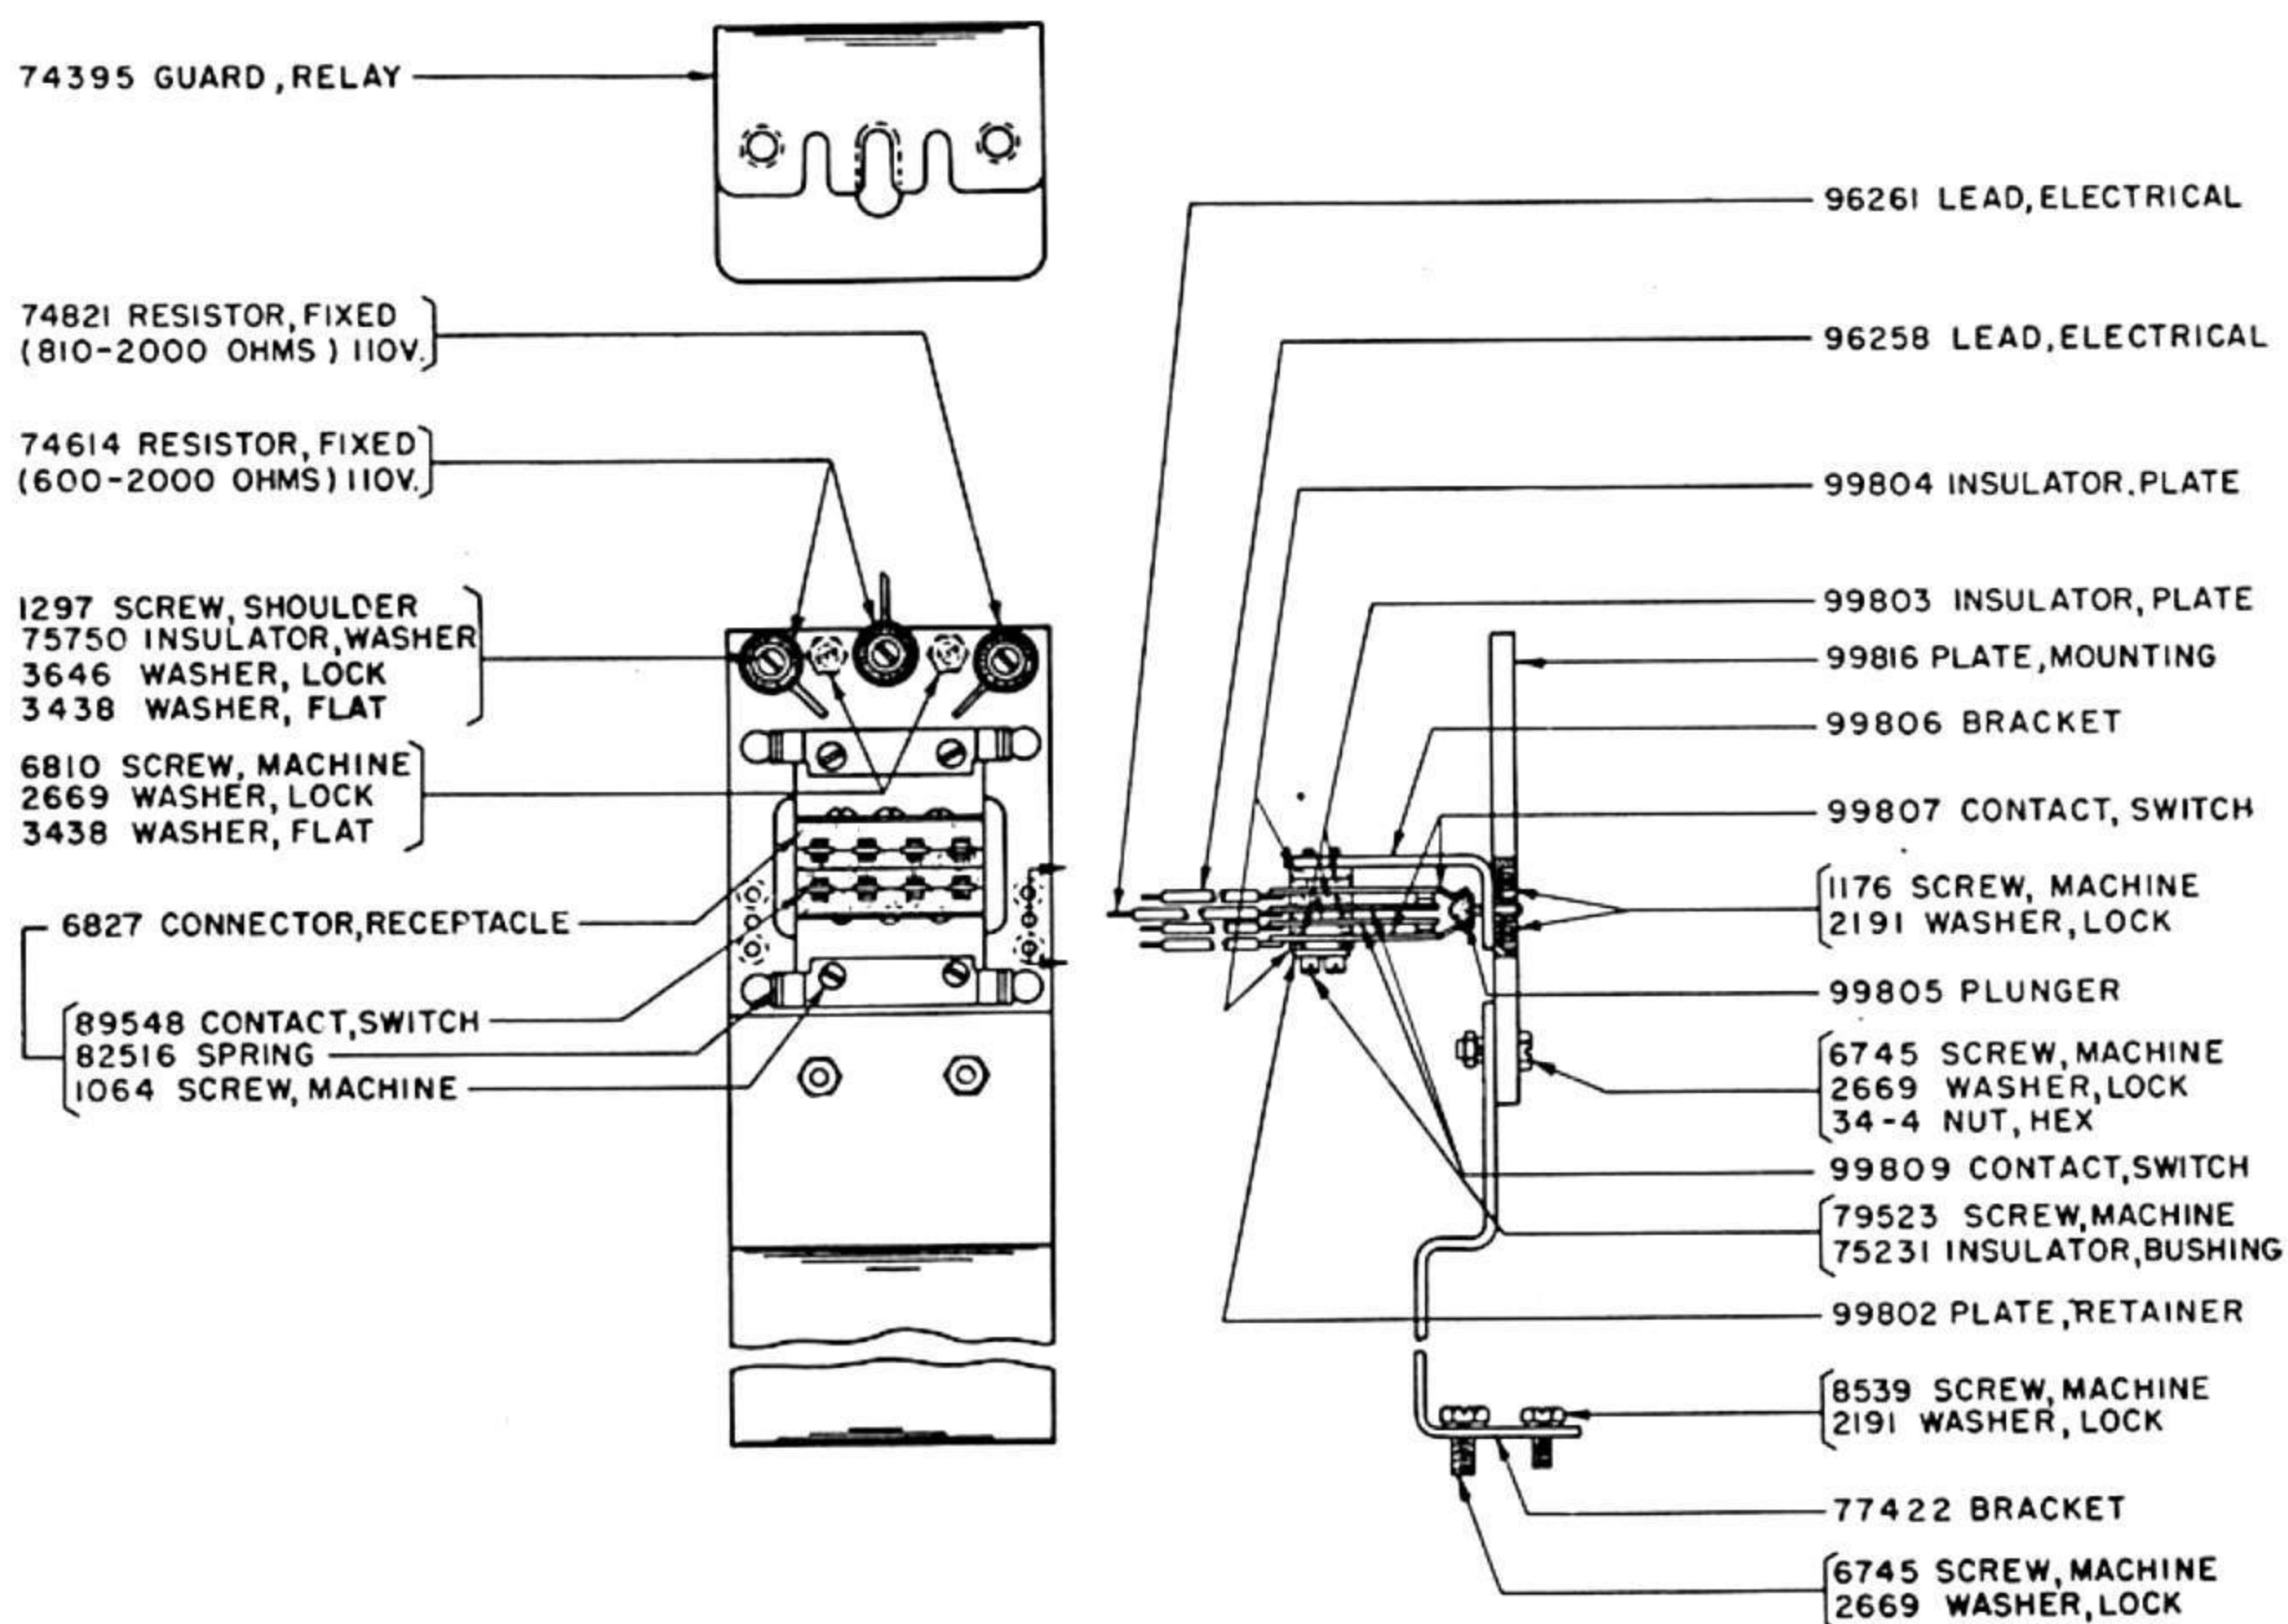 74395 GUARD, RELAY
74821 RESISTOR, FIXED
(810-2000 OHMS) 110V.
74614 RESISTOR, FIXED
(600-2000 OHMS) 110V.
1297 SCREW, SHOULDER
75750 INSULATOR, WASHER
3646 WASHER, LOCK
3438 WASHER, FLAT
6810 SCREW, MACHINE
2669 WASHER, LOCK
3438 WASHER, FLAT
6827 CONNECTOR, RECEPTACLE
89548 CONTACT, SWITCH
82516 SPRING
1064 SCREW, MACHINE
96261 LEAD, ELECTRICAL
96258 LEAD, ELECTRICAL
99804 INSULATOR. PLATE
99803 INSULATOR, PLATE
99816 PLATE, MOUNTING
99806 BRACKET
99807 CONTACT, SWITCH
1176 SCREW, MACHINE
2191 WASHER, LOCK
99805 PLUNGER
6745 SCREW, MACHINE
2669 WASHER, LOCK
34-4 NUT, HEX
99809 CONTACT, SWITCH
79523 SCREW, MACHINE
75231 INSULATOR, BUSHING
99802 PLATE, RETAINER
8539 SCREW, MACHINE
2191 WASHER, LOCK
77422 BRACKET
6745 SCREW, MACHINE
2669 WASHER, LOCK